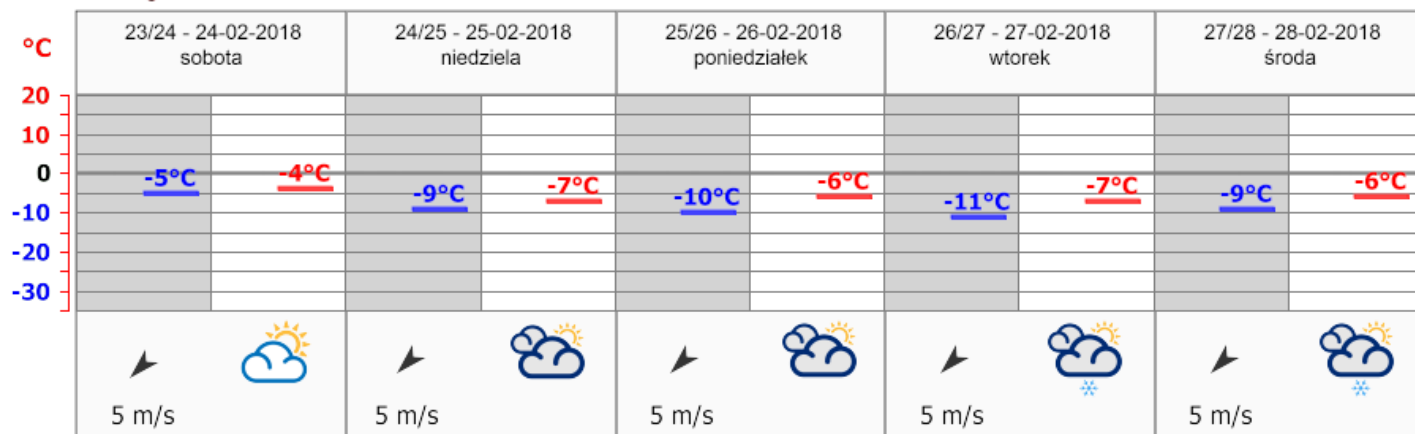 °C
23/24 - 24-02-2018
sobota
24/25 - 25-02-2018
niedziela
25/26 - 26-02-2018
poniedziałek
26/27 - 27-02-2018
wtorek
27/28 - 28-02-2018
środa
20
10
0
-10
-20
-30
-5°C
-4°C
-9°C
-7°C
-10°C
-6°C
-11°C
-7°C
-9°C
-6°C
5 m/s
5 m/s
5 m/s
5 m/s
5 m/s